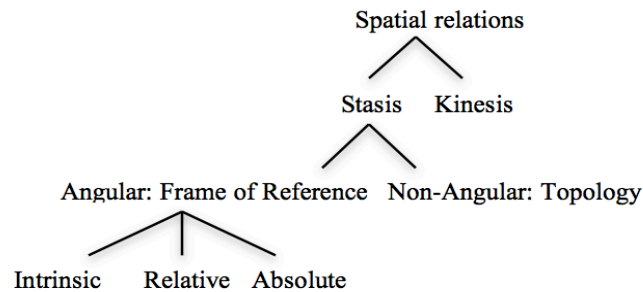 Spatial relations
Stasis Kinesis
Angular: Frame of Reference Non-Angular: Topology
Intrinsic Relative Absolute